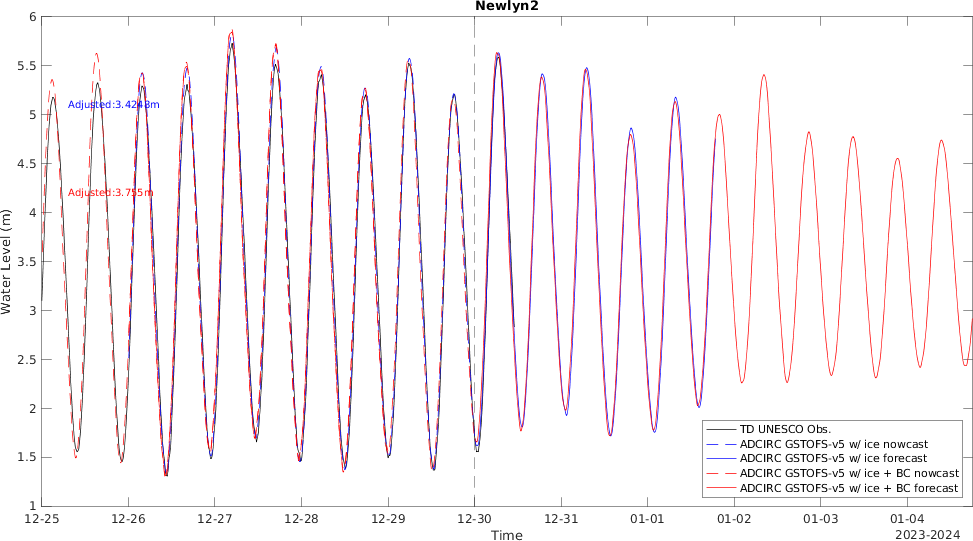 Newlyn2
6
5.5
5
4.5
4
3.5
3
2.5
2
1.5
1
Water Level (m)
Adjusted:3.4243m
Adjusted:3.755m
TD UNESCO Obs.
ADCIRC GSTOFS-v5 w/ ice nowcast
ADCIRC GSTOFS-v5 w/ ice forecast
ADCIRC GSTOFS-v5 w/ ice + BC nowcast
ADCIRC GSTOFS-v5 w/ ice + BC forecast
12-25 12-26 12-27 12-28 12-29 12-30 12-31 01-01 01-02 01-03 01-04
Time
2023-2024